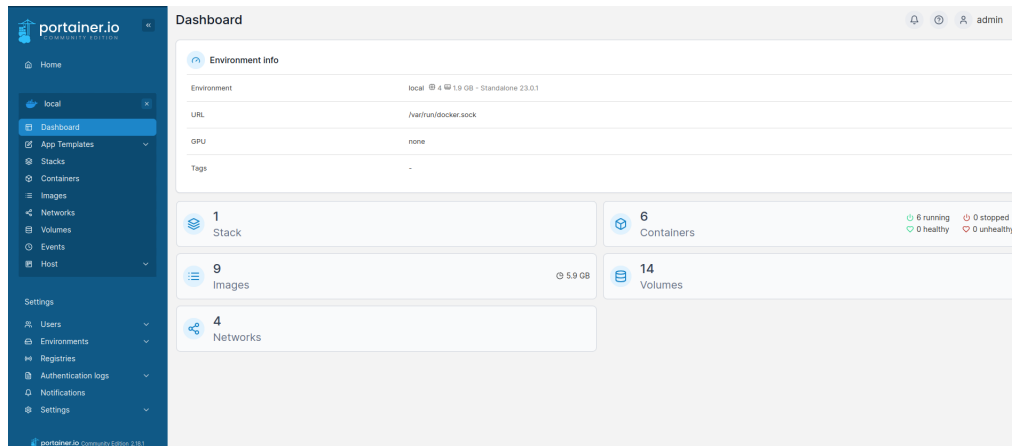 portainer.io
COMMUNITY EDITION
Home
local
Dashboard
App Templates
Stacks
Containers
Images
Networks
Volumes
Events
Host
Settings
Users
Environments
Registries
Authentication logs
Notifications
Settings
portainer.io Community Edition 2.18.1
Dashboard
admin
Environment info
Environment local 4 1.9 GB - Standalone 23.0.1
URL /var/run/docker.sock
GPU none
Tags -
1
Stack
6
Containers
6 running 0 stopped
0 healthy 0 unhealthy
9
Images
5.9 GB
14
Volumes
4
Networks